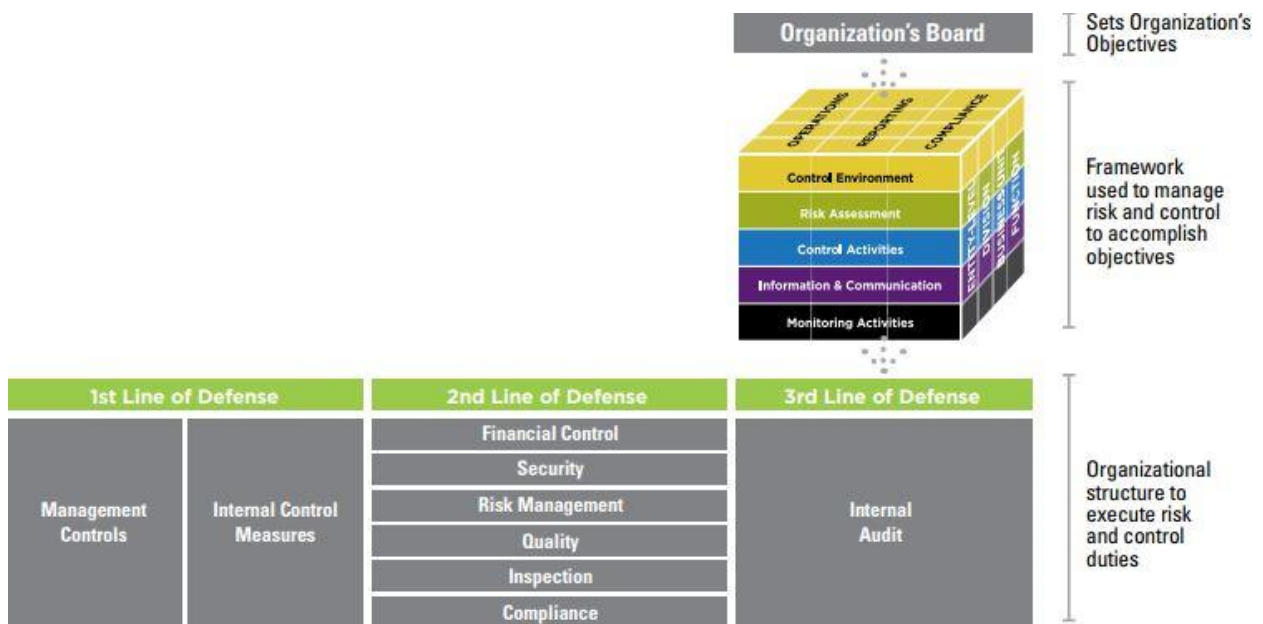 Organization's Board
Sets Organization's
Objectives
OPERATIONS
REPORTING
COMPLIANCE
Control Environment
Risk Assessment
Control Activities
Information & Communication
Monitoring Activities
ENTITY-LEVEL
DIVISION
BUSINESS UNIT
FUNCTION
Framework
used to manage
risk and control
to accomplish
objectives
1st Line of Defense
2nd Line of Defense
3rd Line of Defense
Management
Controls
Internal Control
Measures
Financial Control
Security
Risk Management
Quality
Inspection
Compliance
Internal
Audit
Organizational
structure to
execute risk
and control
duties